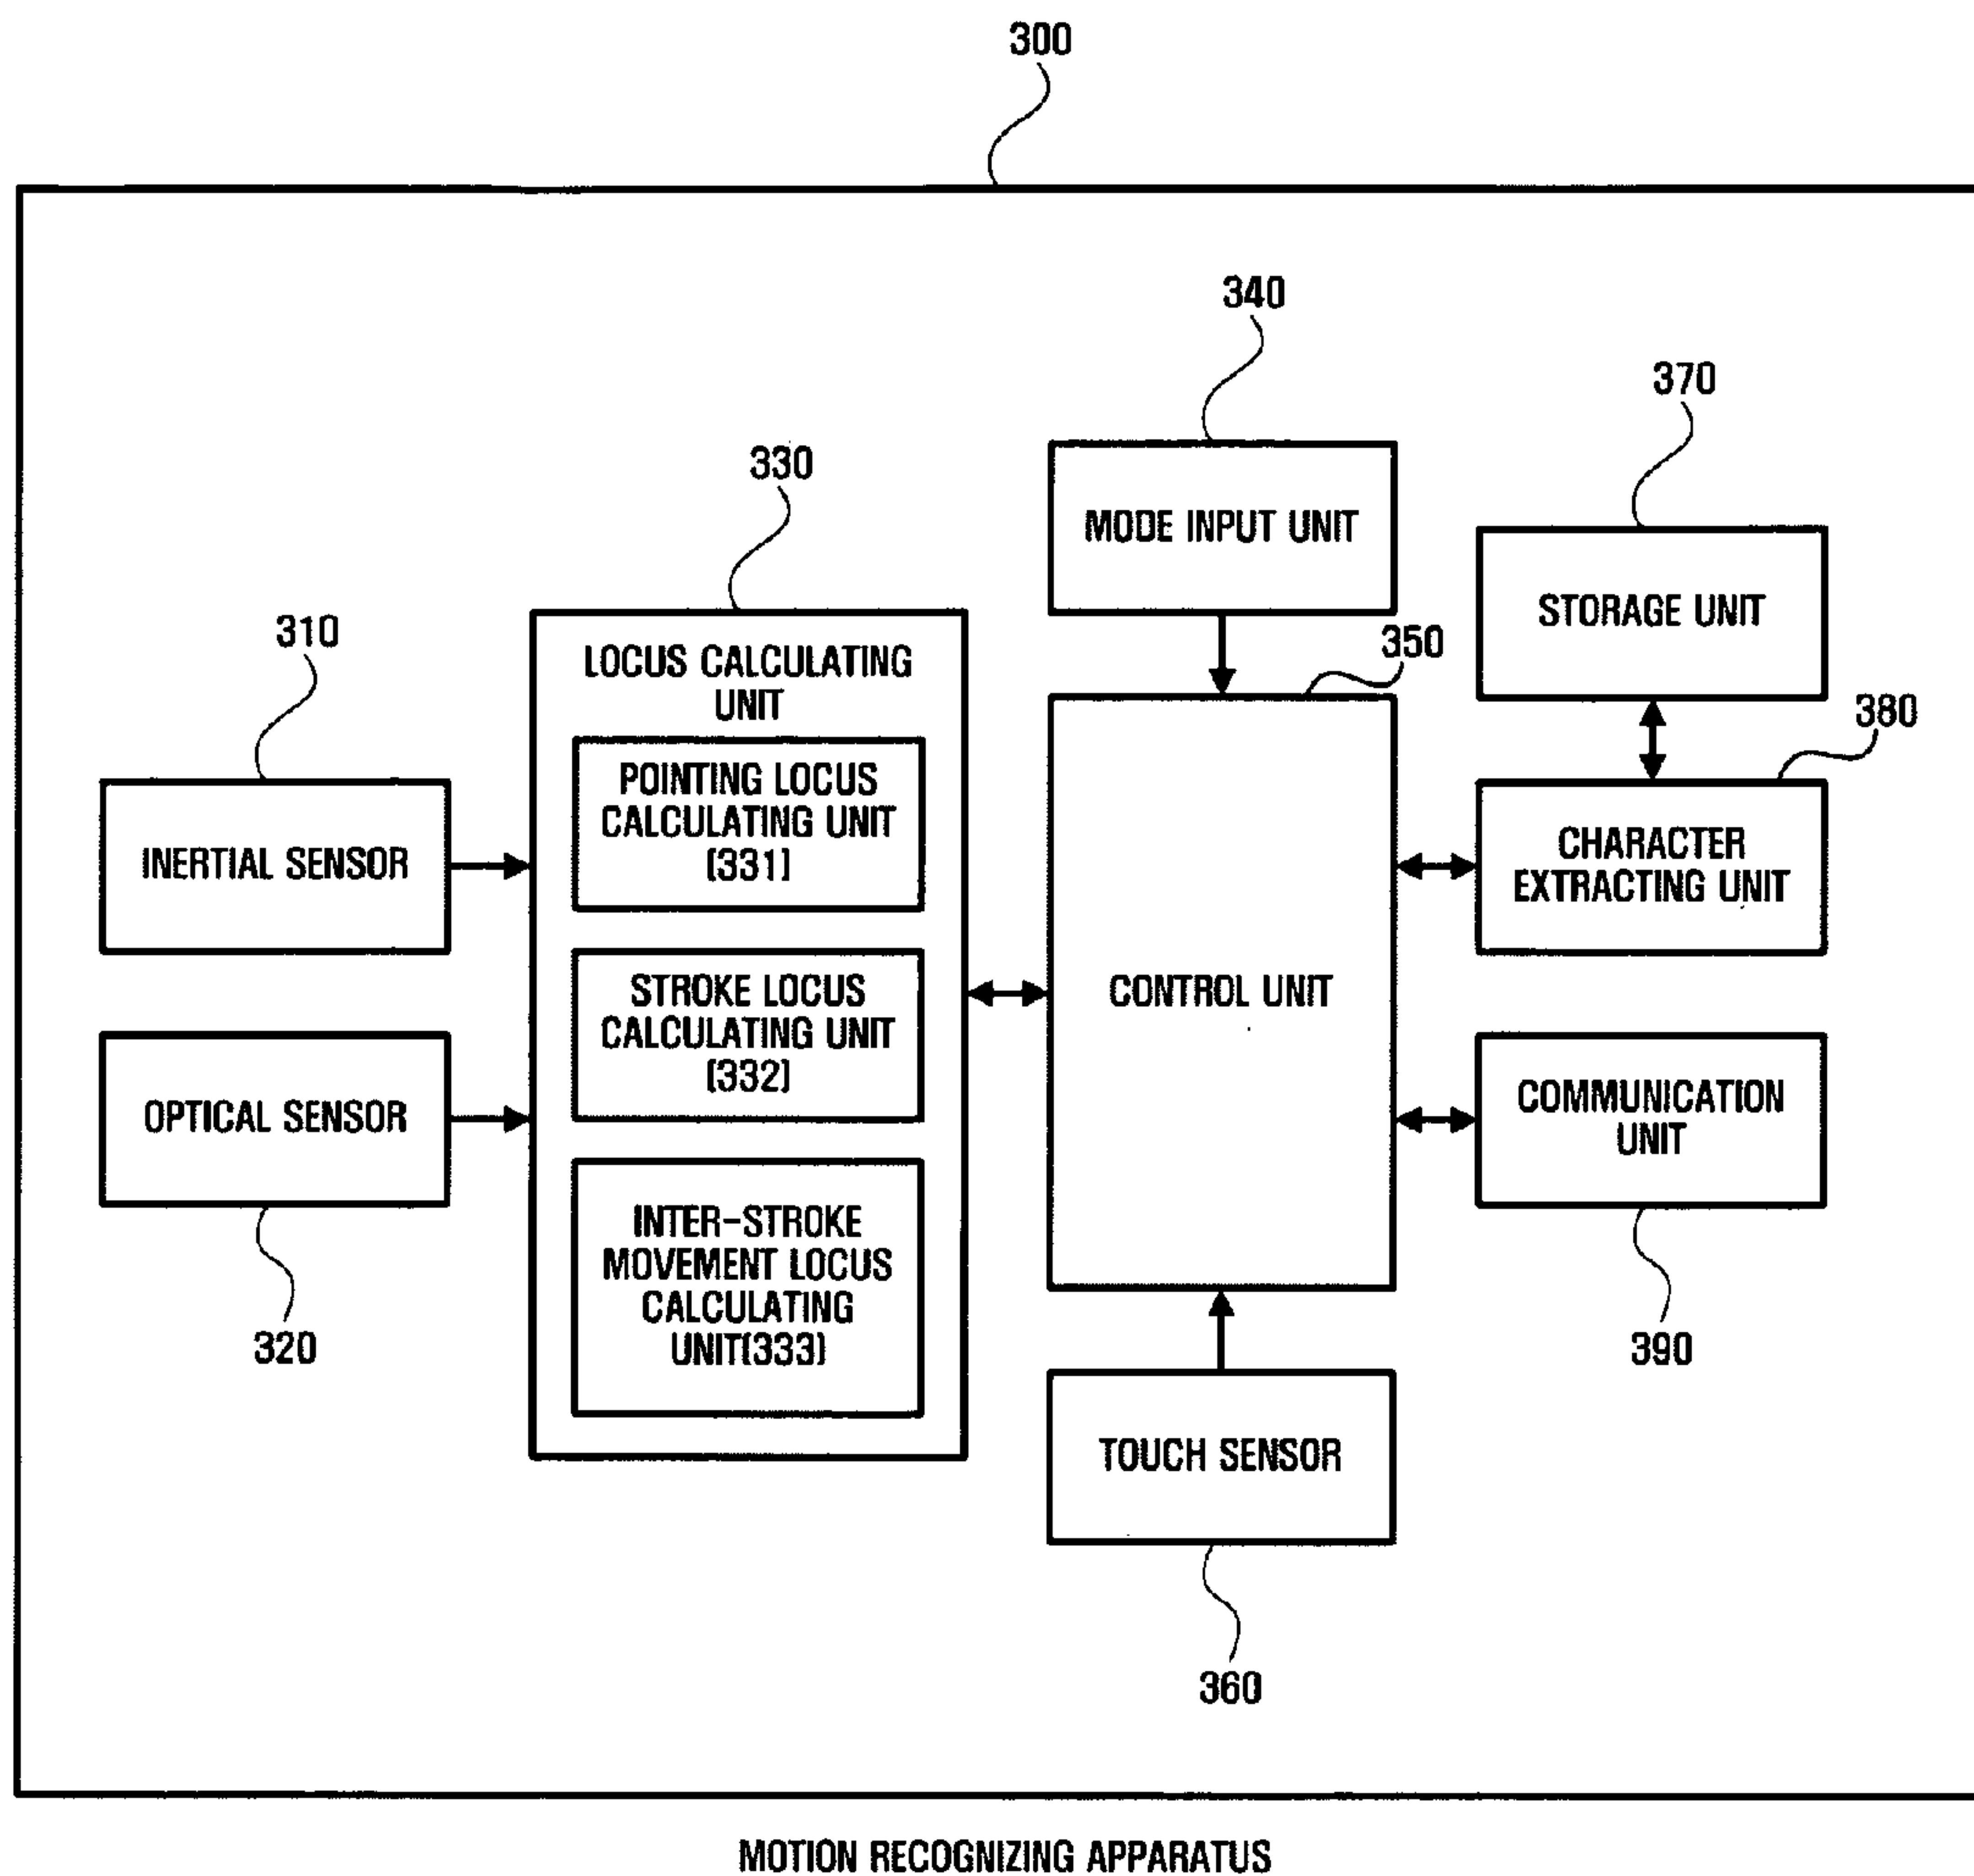 300
340
370
330
MODE INPUT UNIT
STORAGE UNIT
310
350
LOCUS CALCULATING
UNIT
380
POINTING LOCUS
CALCULATING UNIT
(331)
INERTIAL SENSOR
CHARACTER
EXTRACTING UNIT
STROKE LOCUS
CALCULATING UNIT
(332)
CONTROL UNIT
OPTICAL SENSOR
COMMUNICATION
UNIT
INTER-STROKE
MOVEMENT LOCUS
CALCULATING
UNIT(333)
320
390
TOUCH SENSOR
360
MOTION RECOGNIZING APPARATUS